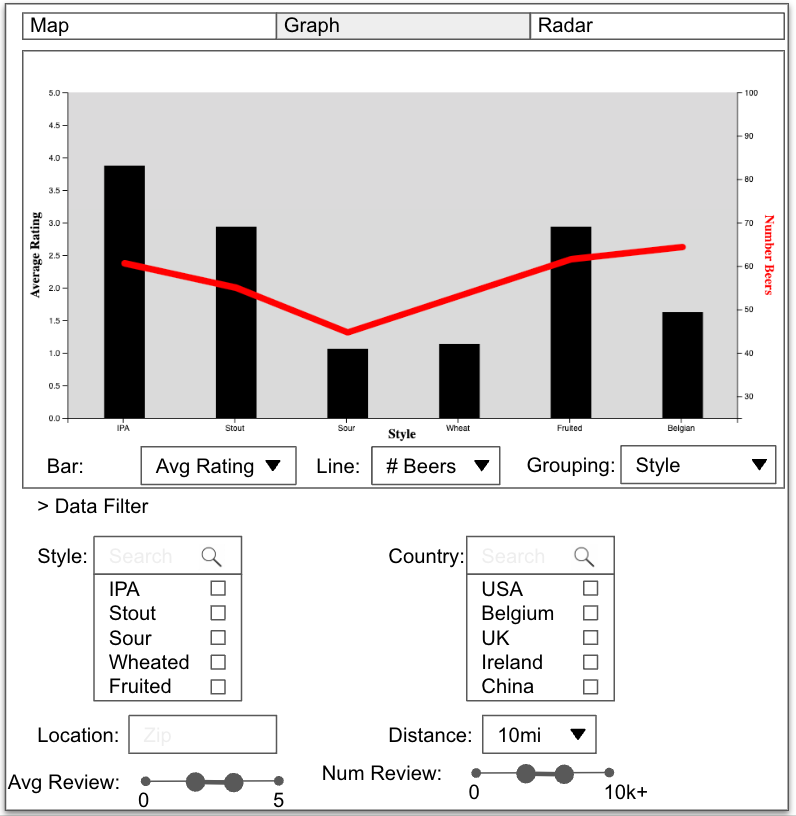 Map Graph Radar
5.0 100
4.5
90
4.0
80
3.5
3.0 70
2.5
60
2.0
50
1.5
1.0 40
0.5
30
0.0
Average Rating
Number Beers
IPA Stout Sour Wheat Fruited Belgian
Style
Bar: Avg Rating Line: # Beers Grouping: Style
> Data Filter
Style: Search Country: Search
IPA USA
Stout Belgium
Sour UK
Wheated Ireland
Fruited China
Location: Zip Distance: 10mi
Avg Review: Num Review:
0 5 0 10k+